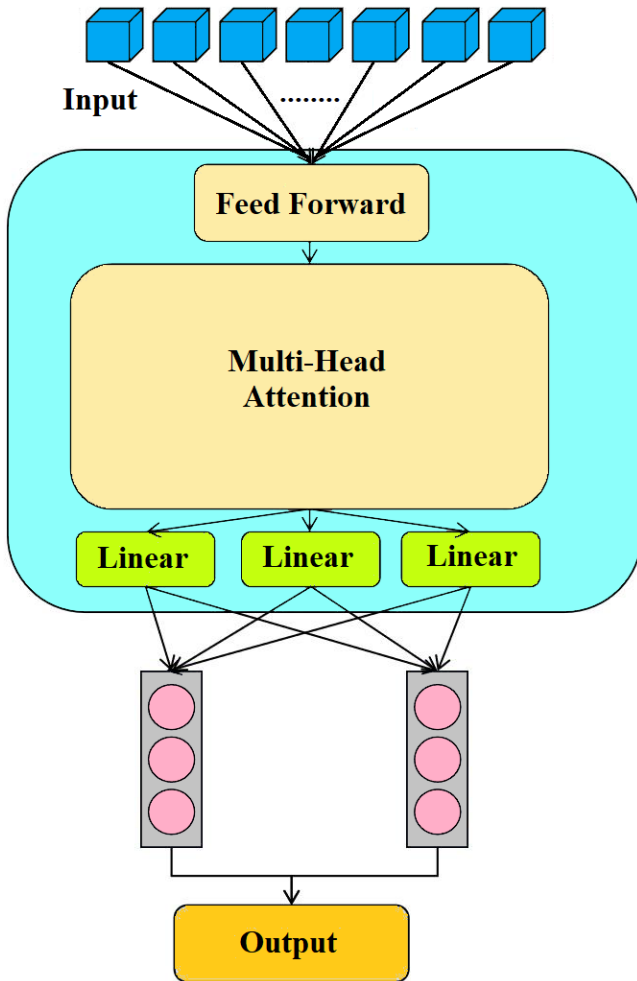 Input
........
Feed Forward
Multi-Head
Attention
Linear
Linear
Linear
Output